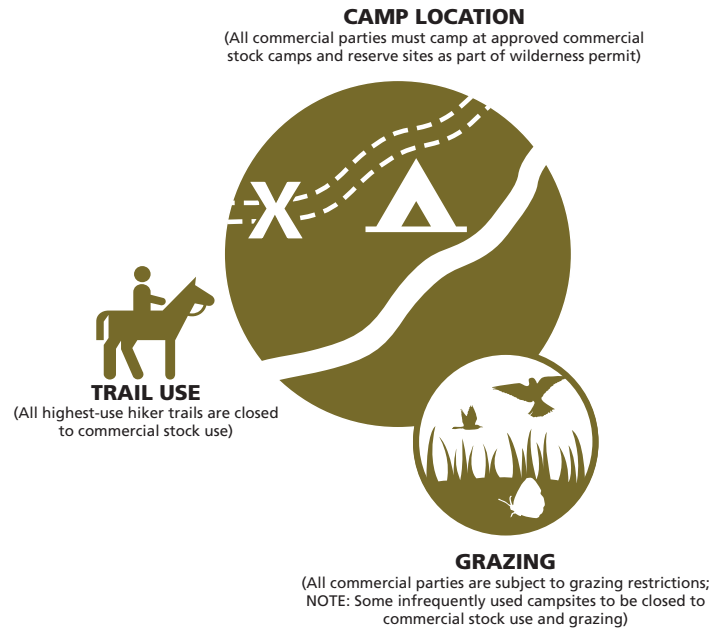 CAMP LOCATION
(All commercial parties must camp at approved commercial
stock camps and reserve sites as part of wilderness permit)
X
TRAIL USE
(All highest-use hiker trails are closed
to commercial stock use)
GRAZING
(All commercial parties are subject to grazing restrictions;
NOTE: Some infrequently used campsites to be closed to
commercial stock use and grazing)